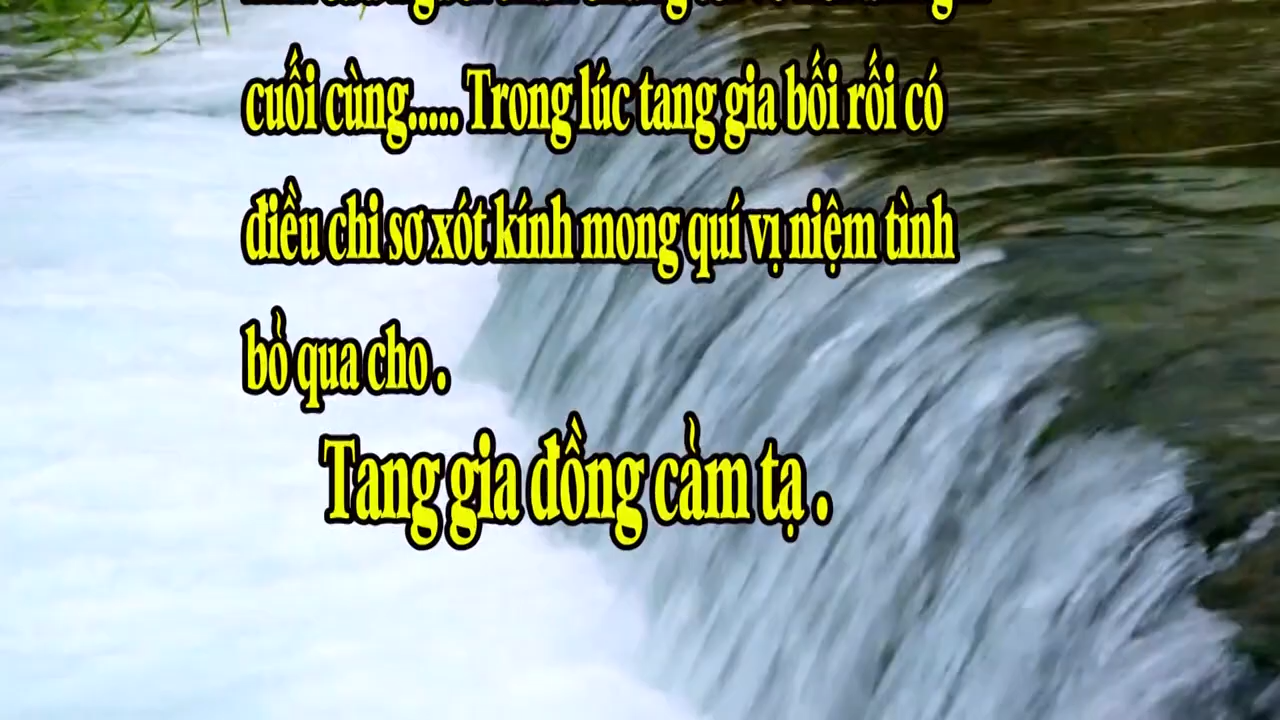 cuối cùng..... Trong lúc tang gia bối rối có
điều chi sơ xót kính mong quí vị niệm tình
bỏ qua cho .
Tang gia đồng cảm tạ .